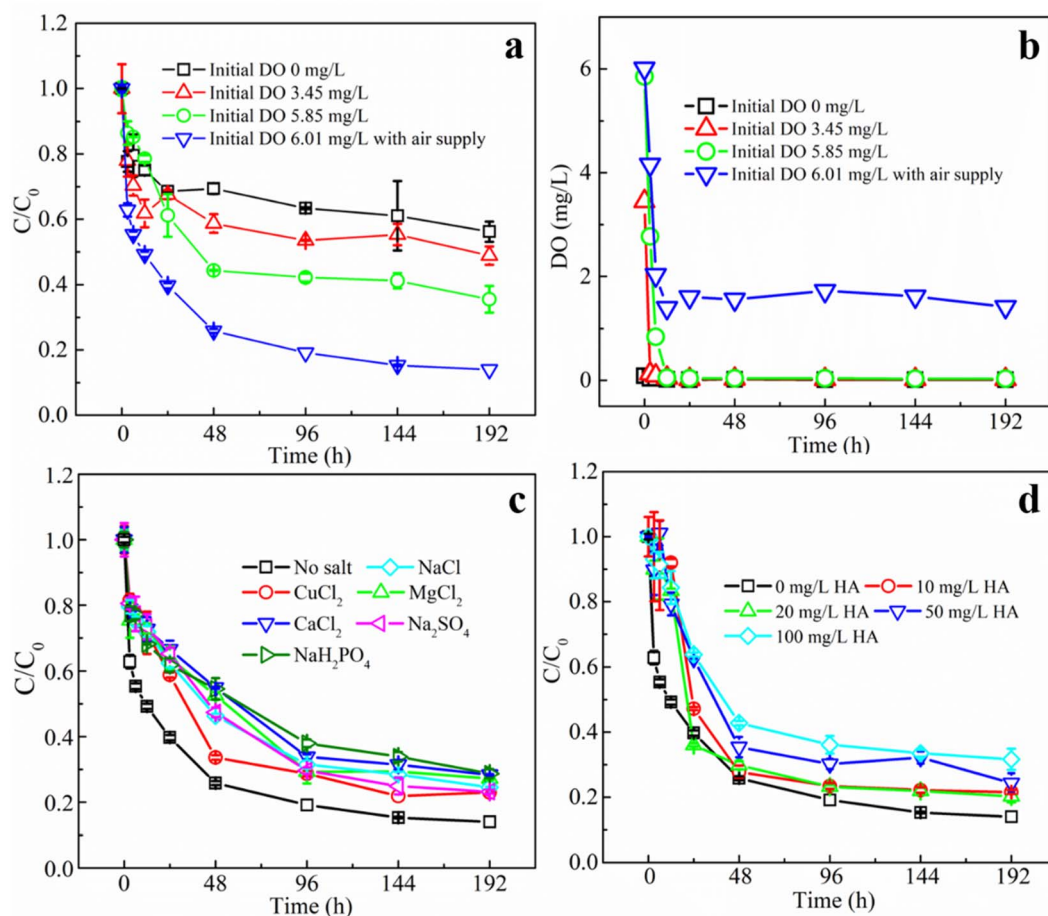 a
1.2
1.0
0.8
0.6
0.4
0.2
0.0
C/C₀
Initial DO 0 mg/L
Initial DO 3.45 mg/L
Initial DO 5.85 mg/L
Initial DO 6.01 mg/L with air supply
0 48 96 144 192
Time (h)
b
6
4
2
0
DO (mg/L)
Initial DO 0 mg/L
Initial DO 3.45 mg/L
Initial DO 5.85 mg/L
Initial DO 6.01 mg/L with air supply
0 48 96 144 192
Time (h)
c
1.2
1.0
0.8
0.6
0.4
0.2
0.0
C/C₀
No salt NaCl
CuCl₂ MgCl₂
CaCl₂ Na₂SO₄
NaH₂PO₄
0 48 96 144 192
Time (h)
d
1.2
1.0
0.8
0.6
0.4
0.2
0.0
C/C₀
0 mg/L HA 10 mg/L HA
20 mg/L HA 50 mg/L HA
100 mg/L HA
0 48 96 144 192
Time (h)